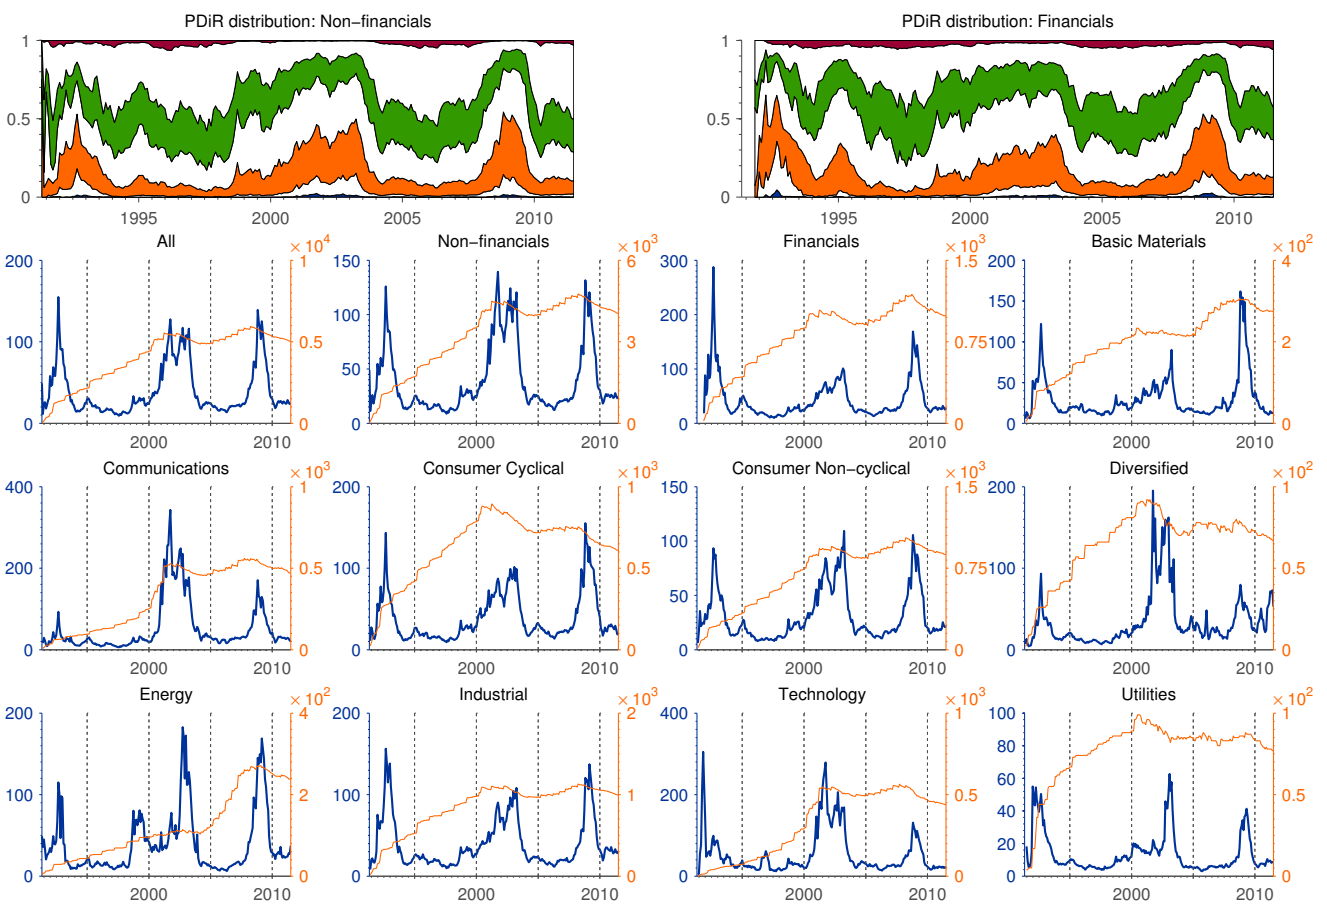 PDiR distribution: Non−financials PDiR distribution: Financials
1 1
0.5 0.5
0 0
1995 2000 2005 2010 1995 2000 2005 2010
All ×10^4 Non−financials ×10^3 Financials ×10^3 Basic Materials ×10^2
200 1 150 6 300 1.5 200 4
150
100 0.5 100 3 200 0.75 100 2
50 100 50
0 0 0 0 0 0 0 0
2000 2010 2000 2010 2000 2010 2000 2010
Communications ×10^3 Consumer Cyclical ×10^3 Consumer Non−cyclical ×10^3 Diversified ×10^2
400 1 200 1 150 1.5 200 1
200 0.5 100 0.5 100 0.75 100 0.5
50
0 0 0 0 0 0 0 0
2000 2010 2000 2010 2000 2010 2000 2010
Energy ×10^2 Industrial ×10^3 Technology ×10^3 Utilities ×10^2
200 4 200 2 400 1 100 1
80
60
100 2 100 1 200 0.5 40 0.5
20
0 0 0 0 0 0 0 0
2000 2010 2000 2010 2000 2010 2000 2010